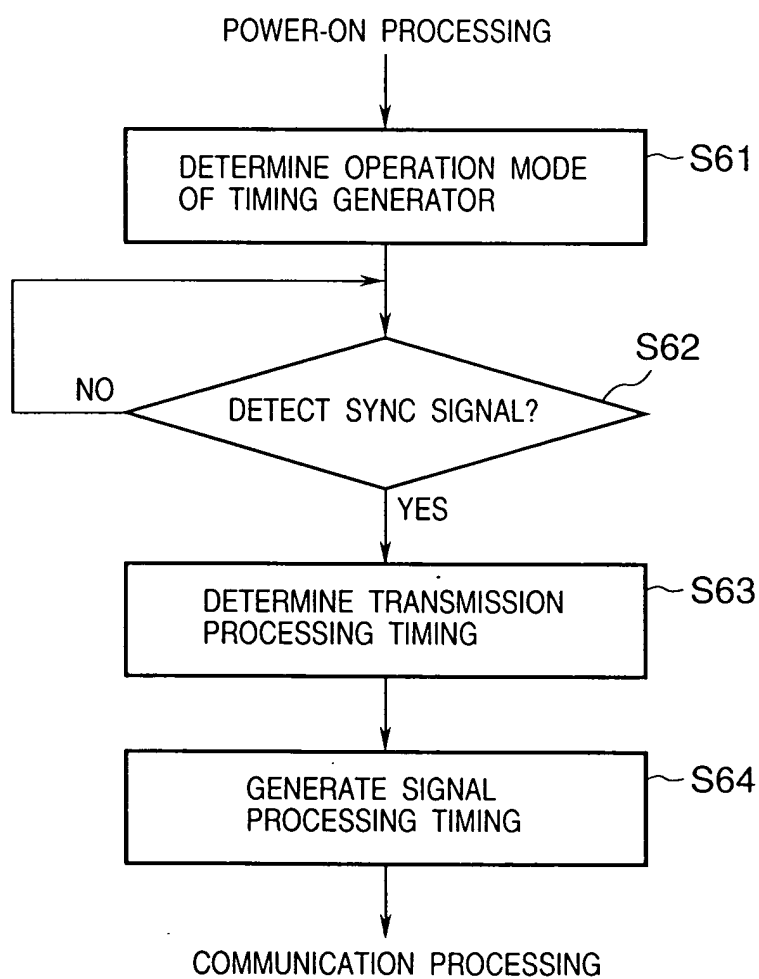 POWER-ON PROCESSING
DETERMINE OPERATION MODE
OF TIMING GENERATOR
S61
S62
NO
DETECT SYNC SIGNAL?
YES
DETERMINE TRANSMISSION
PROCESSING TIMING
S63
GENERATE SIGNAL
PROCESSING TIMING
S64
COMMUNICATION PROCESSING